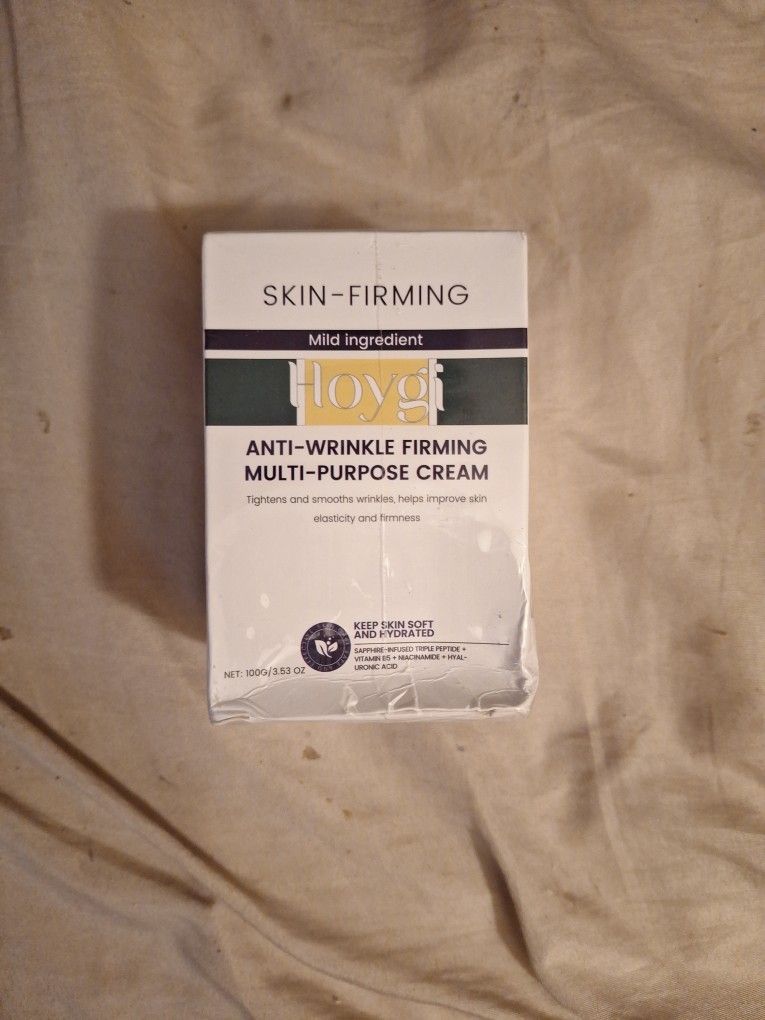 SKIN-FIRMING
Mild ingredient
Hoygi
ANTI-WRINKLE FIRMING
MULTI-PURPOSE CREAM
Tightens and smooths wrinkles, helps improve skin
elasticity and firmness
KEEP SKIN SOFT
AND HYDRATED
SAPPHIRE-INFUSED TRIPLE PEPTIDE +
VITAMIN B5 + NIACINAMIDE + HYAL-
URONIC ACID
NET: 100G/3.53 OZ